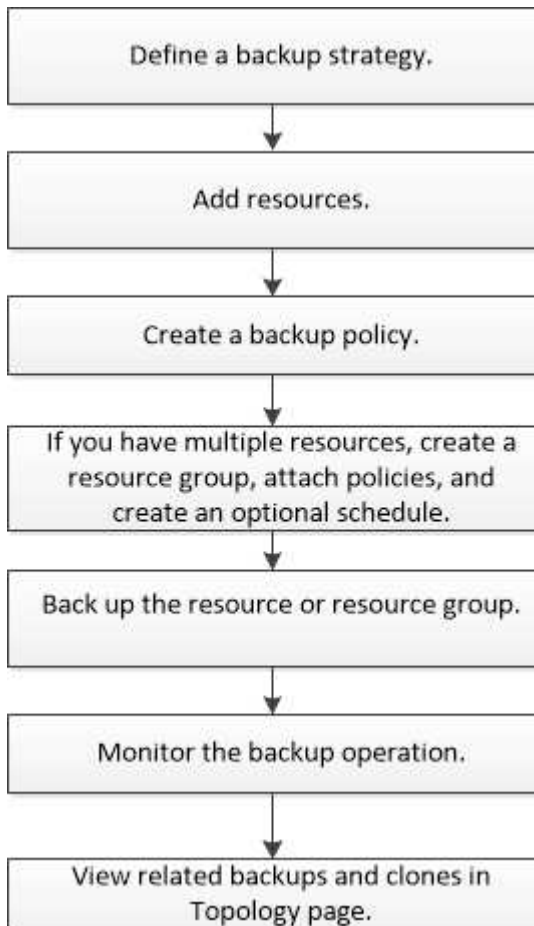 Define a backup strategy.
Add resources.
Create a backup policy.
If you have multiple resources, create a
resource group, attach policies, and
create an optional schedule.
Back up the resource or resource group.
Monitor the backup operation.
View related backups and clones in
Topology page.